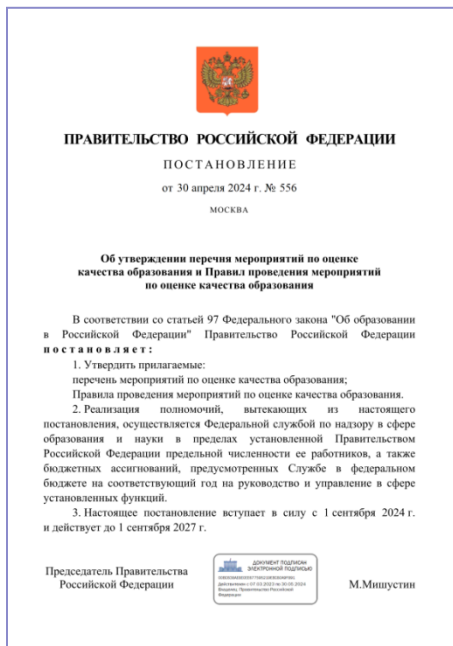 ПРАВИТЕЛЬСТВО РОССИЙСКОЙ ФЕДЕРАЦИИ
ПОСТАНОВЛЕНИЕ
от 30 апреля 2024 г. № 556
МОСКВА
Об утверждении перечня мероприятий по оценке
качества образования и Правил проведения мероприятий
по оценке качества образования
В соответствии со статьей 97 Федерального закона "Об образовании
в Российской Федерации" Правительство Российской Федерации
постановляет:
1. Утвердить прилагаемые:
перечень мероприятий по оценке качества образования;
Правила проведения мероприятий по оценке качества образования.
2. Реализация полномочий, вытекающих из настоящего
постановления, осуществляется Федеральной службой по надзору в сфере
образования и науки в пределах установленной Правительством
Российской Федерации предельной численности ее работников, а также
бюджетных ассигнований, предусмотренных Службе в федеральном
бюджете на соответствующий год на руководство и управление в сфере
установленных функций.
3. Настоящее постановление вступает в силу с 1 сентября 2024 г.
и действует до 1 сентября 2027 г.
Председатель Правительства
Российской Федерации
ДОКУМЕНТ ПОДПИСАН
ЭЛЕКТРОННОЙ ПОДПИСЬЮ
М.Мишустин